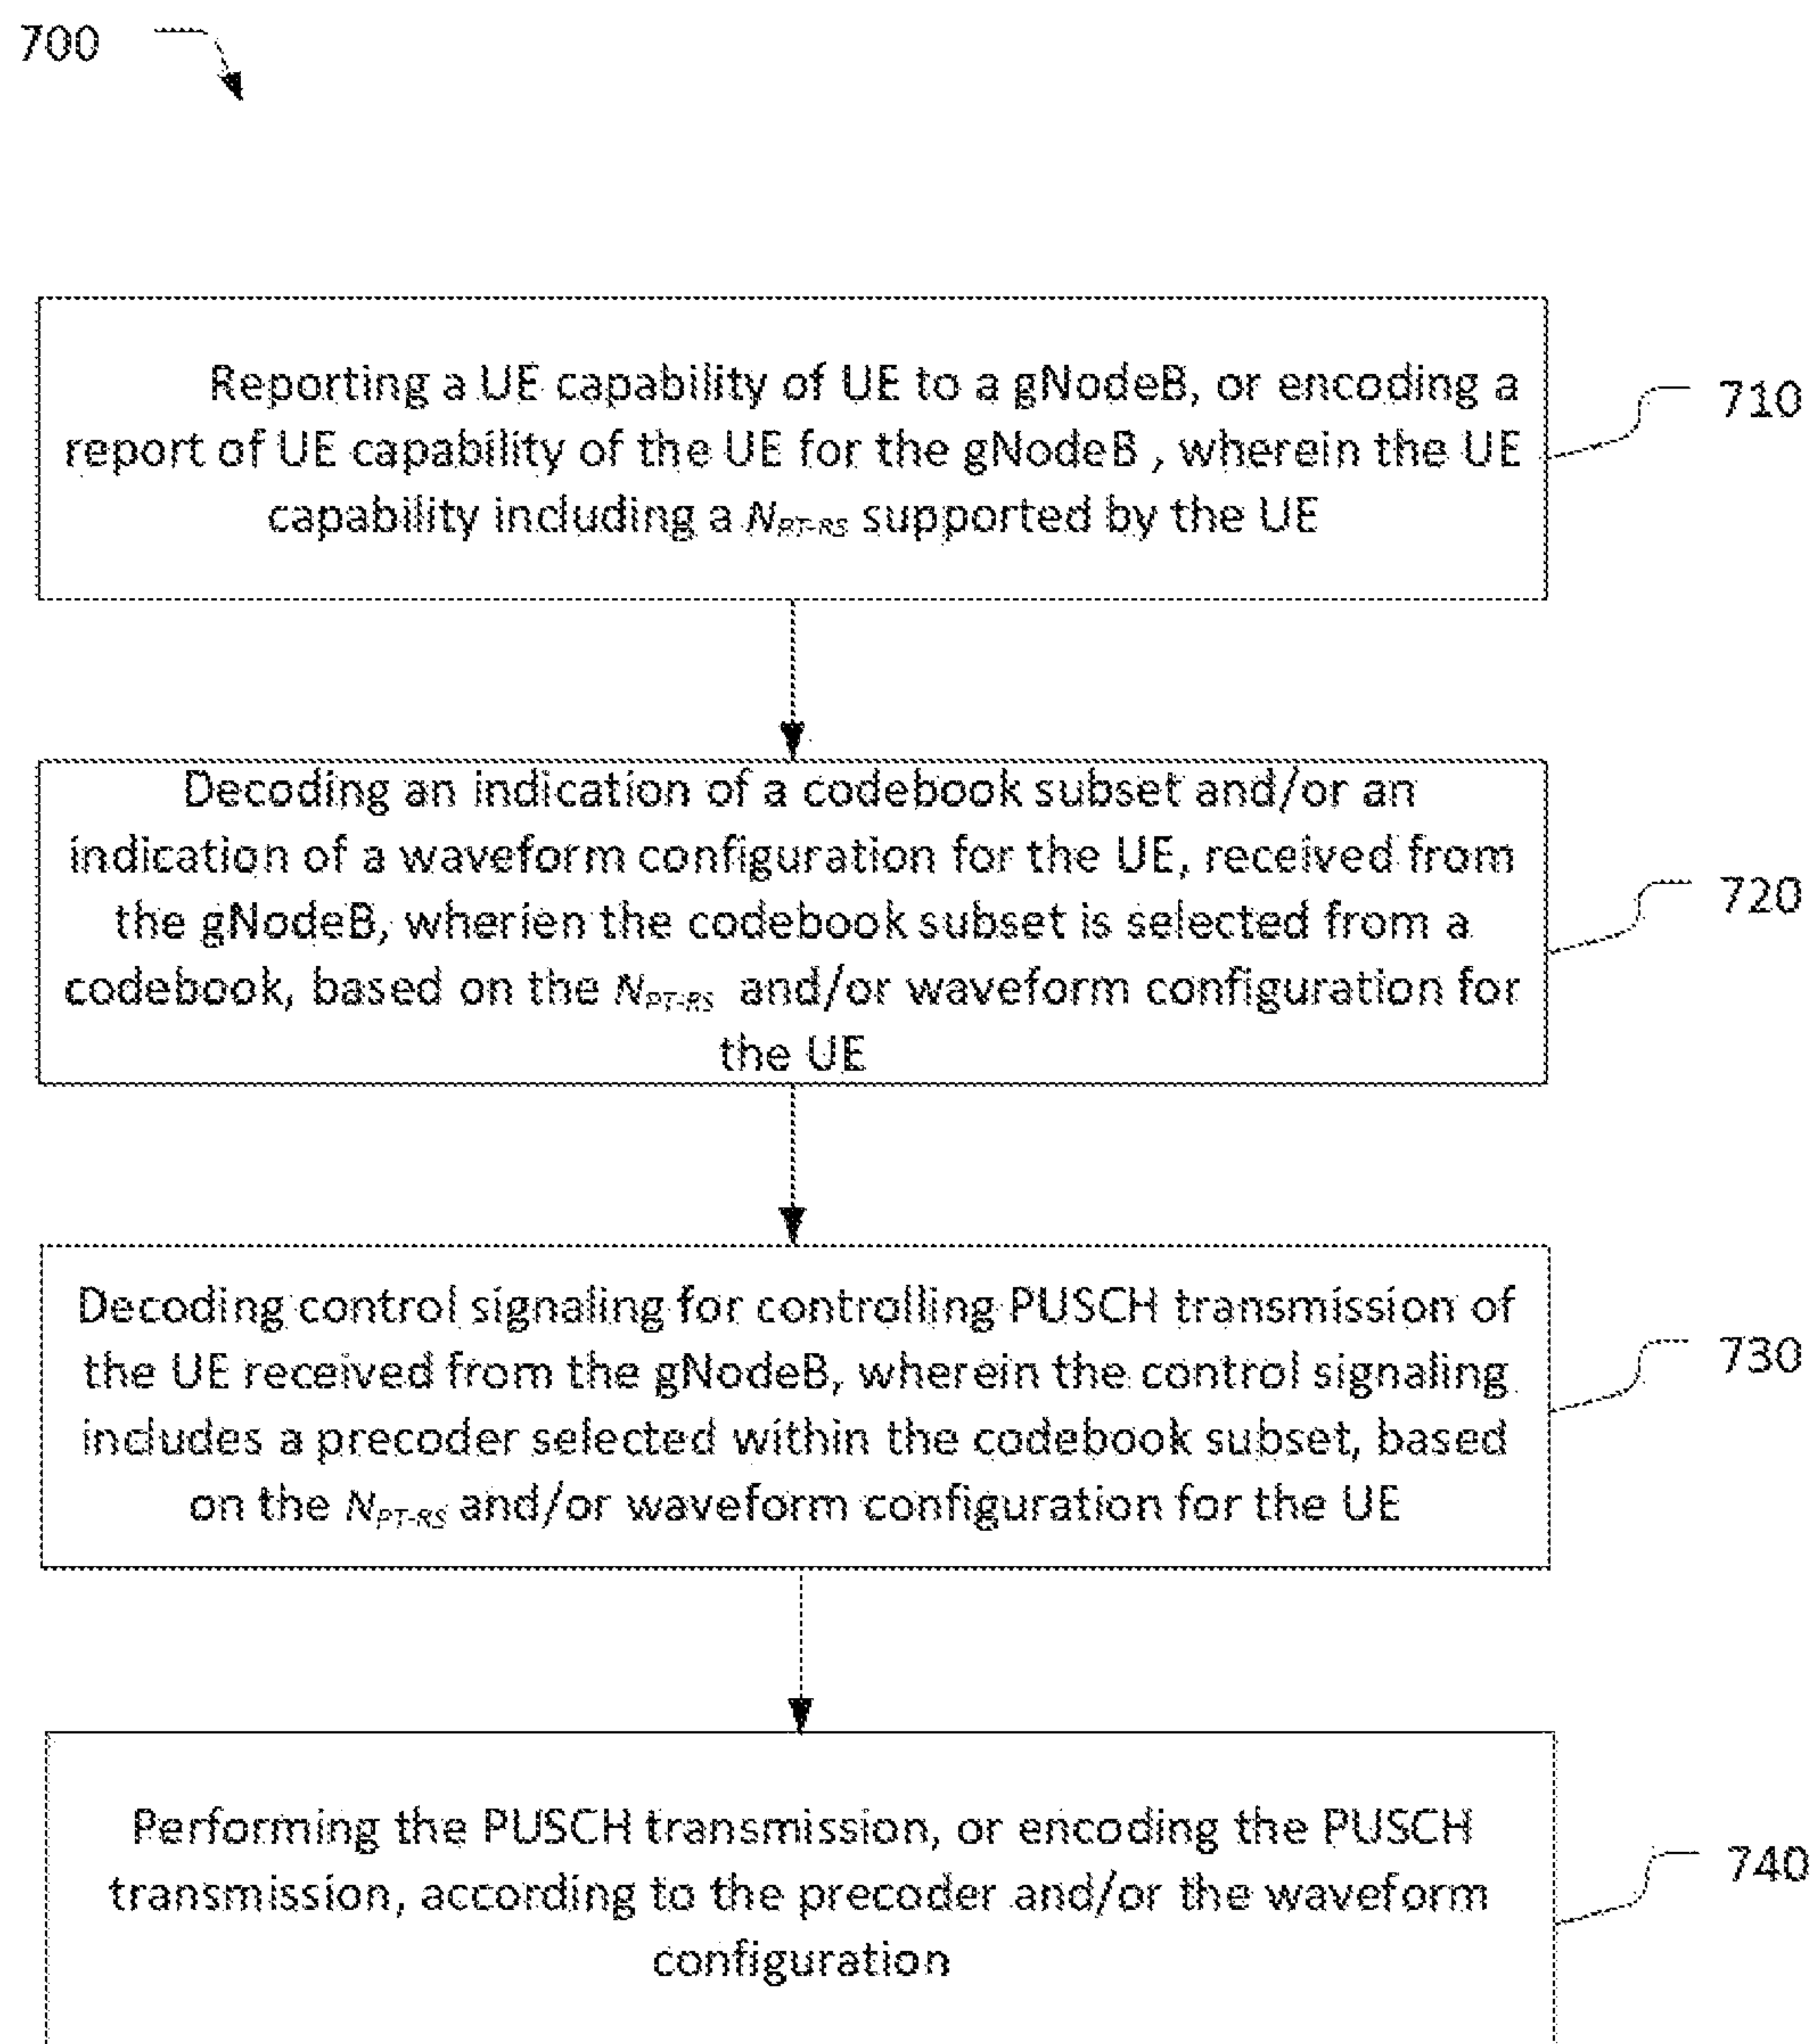 700
Reporting a UE capability of UE to a gNodeB, or encoding a
report of UE capability of the UE for the gNodeB , wherein the UE
capability including a N_PT-RS supported by the UE
710
Decoding an indication of a codebook subset and/or an
indication of a waveform configuration for the UE, received from
the gNodeB, wherien the codebook subset is selected from a
codebook, based on the N_PT-RS and/or waveform configuration for
the UE
720
Decoding control signaling for controlling PUSCH transmission of
the UE received from the gNodeB, wherein the control signaling
includes a precoder selected within the codebook subset, based
on the N_PT-RS and/or waveform configuration for the UE
730
Performing the PUSCH transmission, or encoding the PUSCH
transmission, according to the precoder and/or the waveform
configuration
740